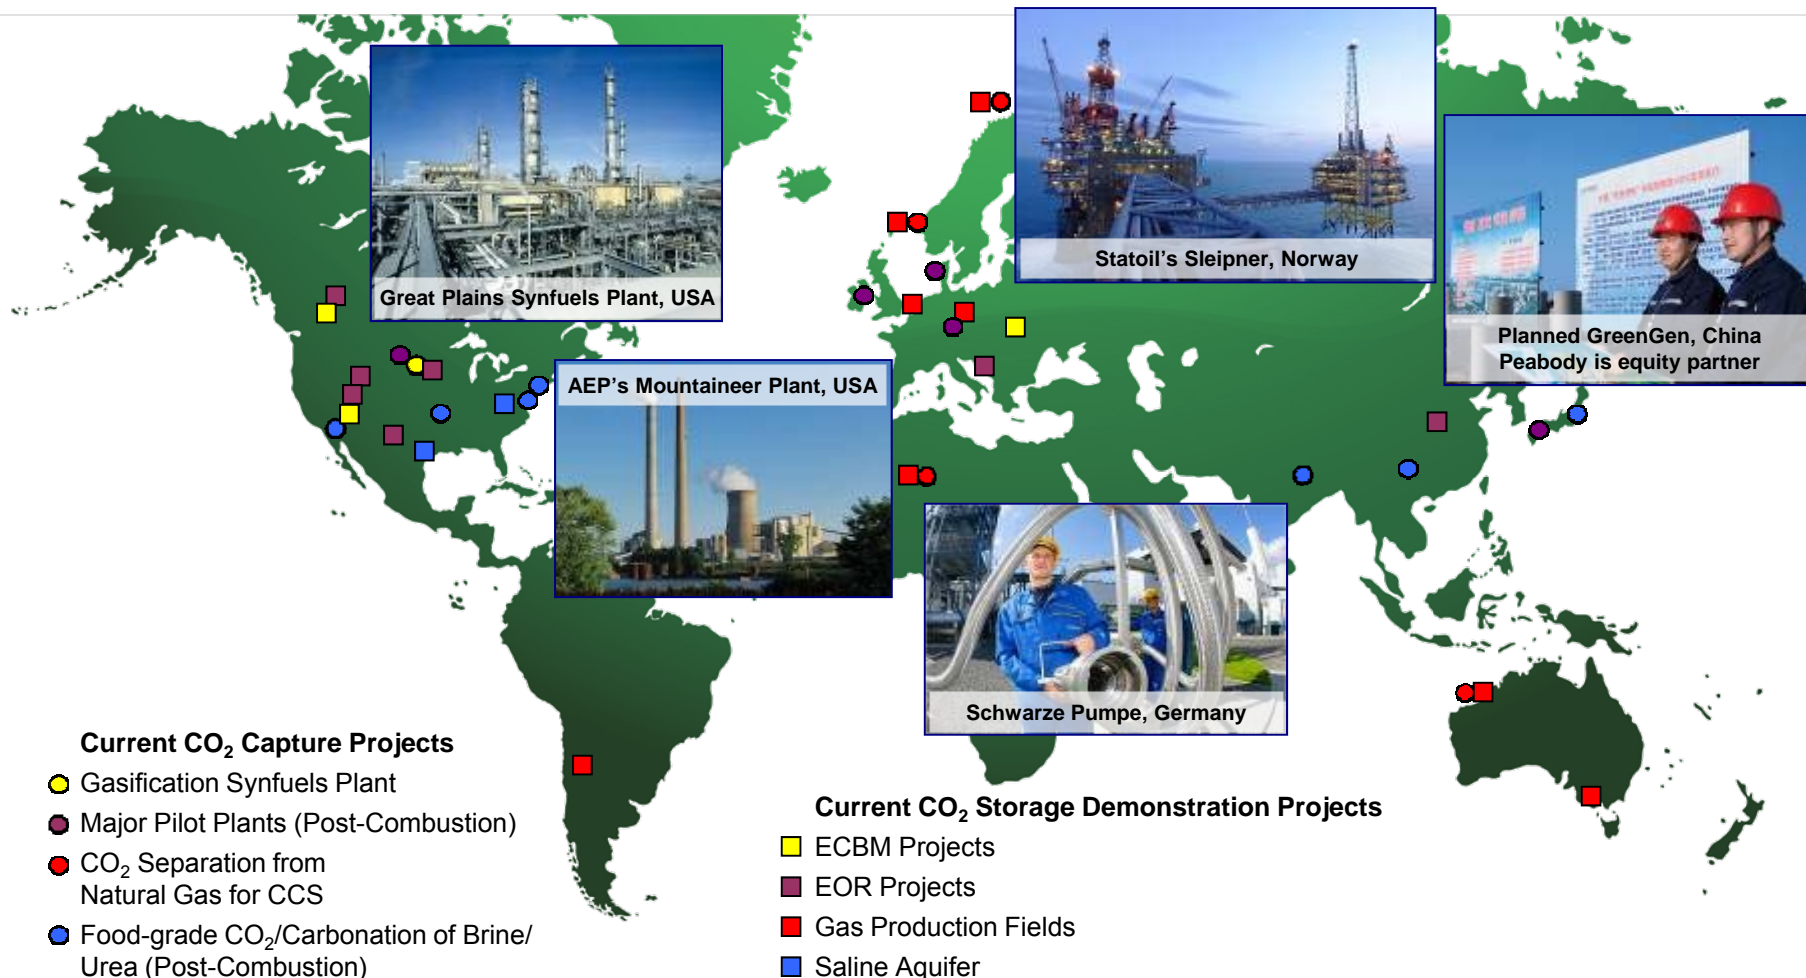 Great Plains Synfuels Plant, USA
Statoil’s Sleipner, Norway
Planned GreenGen, China
Peabody is equity partner
AEP’s Mountaineer Plant, USA
Schwarze Pumpe, Germany
Current CO₂ Capture Projects
Gasification Synfuels Plant
Major Pilot Plants (Post-Combustion)
CO₂ Separation from
Natural Gas for CCS
Food-grade CO₂/Carbonation of Brine/
Urea (Post-Combustion)
Current CO₂ Storage Demonstration Projects
ECBM Projects
EOR Projects
Gas Production Fields
Saline Aquifer